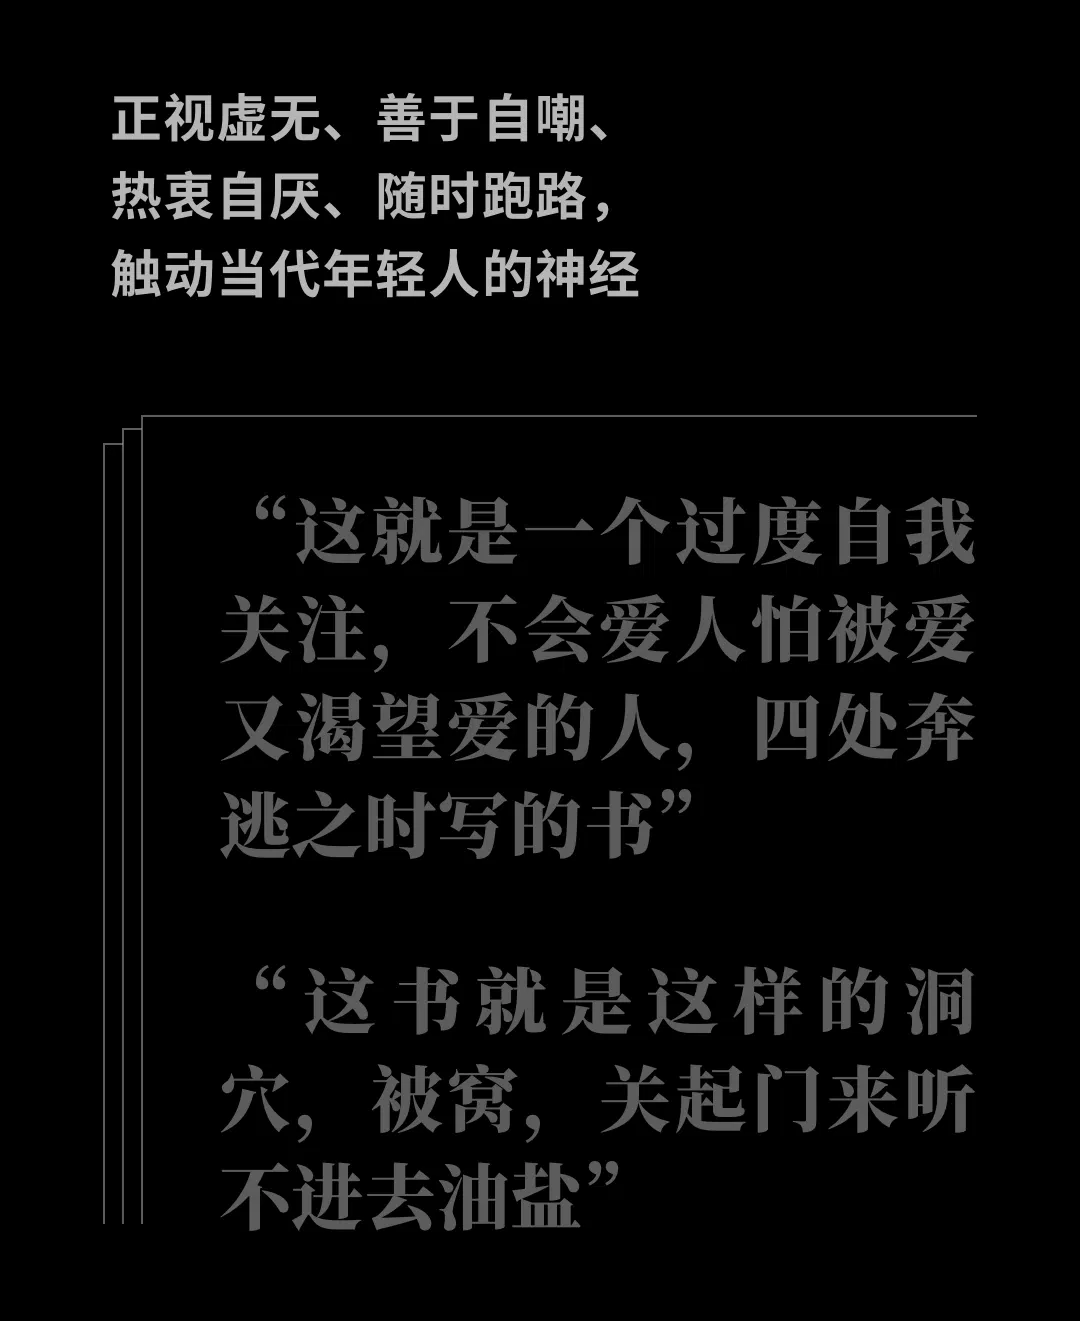 正视虚无、善于自嘲、
热衷自厌、随时跑路，
触动当代年轻人的神经
“这就是一个过度自我
关注，不会爱人怕被爱
又渴望爱的人，四处奔
逃之时写的书”
“这书就是这样的洞
穴，被窝，关起门来听
不进去油盐”